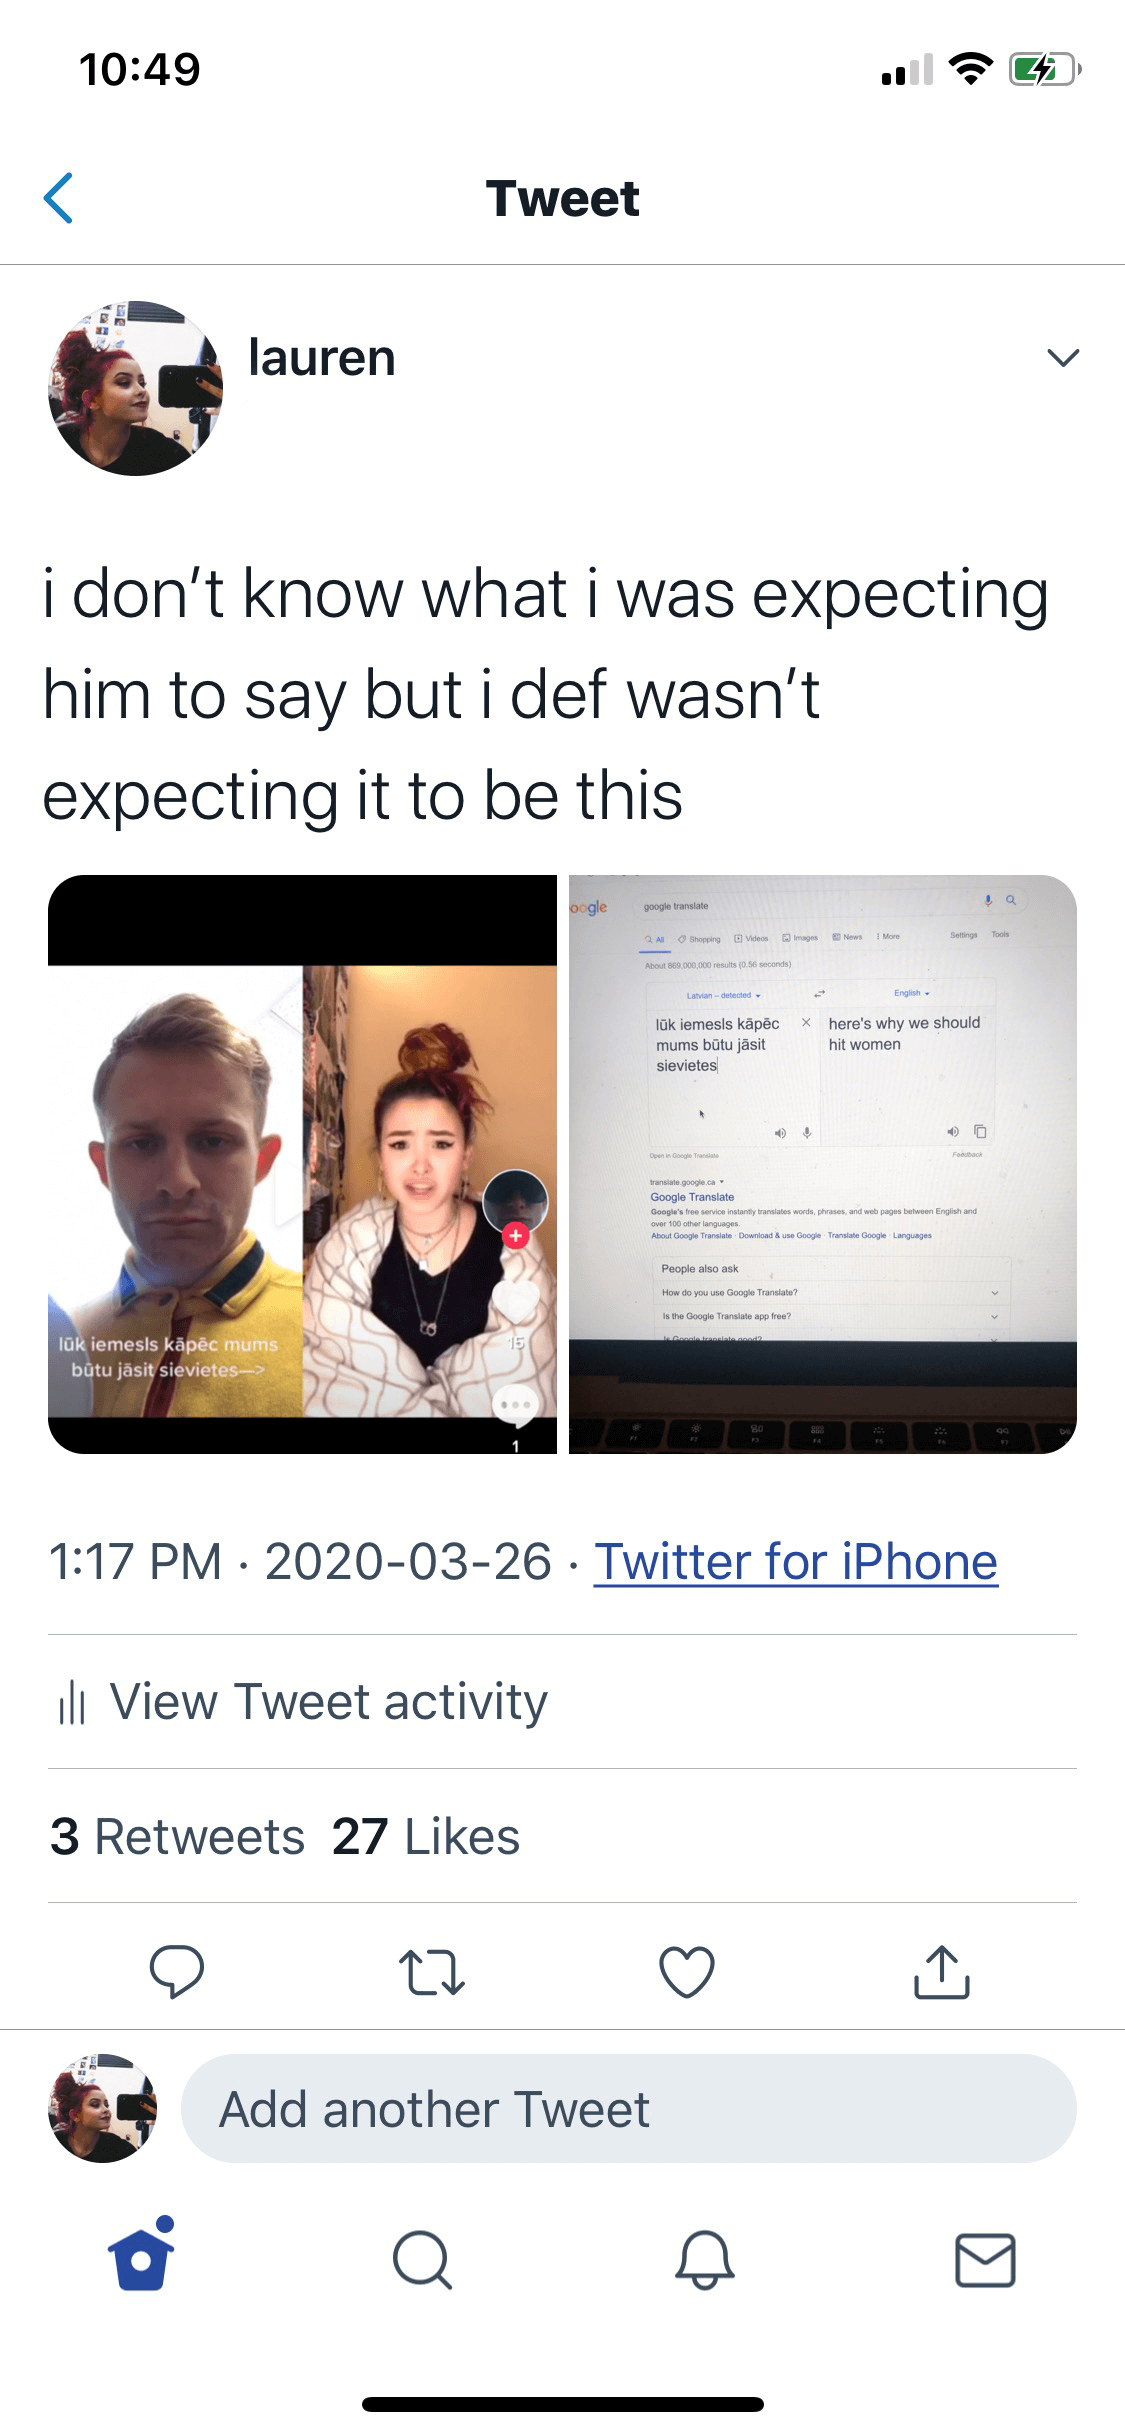 10:49
Tweet
lauren
i don’t know what i was expecting
him to say but i def wasn’t
expecting it to be this
lūk iemesls kāpēc mums
būtu jāsit sievietes—>
15
1
oogle
google translate
All Shopping Videos Images News More Settings Tools
About 869,000,000 results (0.56 seconds)
Latvian – detected English
lūk iemesls kāpēc
mums būtu jāsit
sievietes
here's why we should
hit women
Open in Google Translate Feedback
translate.google.ca
Google Translate
Google's free service instantly translates words, phrases, and web pages between English and
over 100 other languages.
About Google Translate · Download & use Google · Translate Google · Languages
People also ask
How do you use Google Translate?
Is the Google Translate app free?
Is Google translate good?
F1 F2 F3 F4 F5 F6 F7
1:17 PM · 2020-03-26 · Twitter for iPhone
View Tweet activity
3 Retweets 27 Likes
Add another Tweet